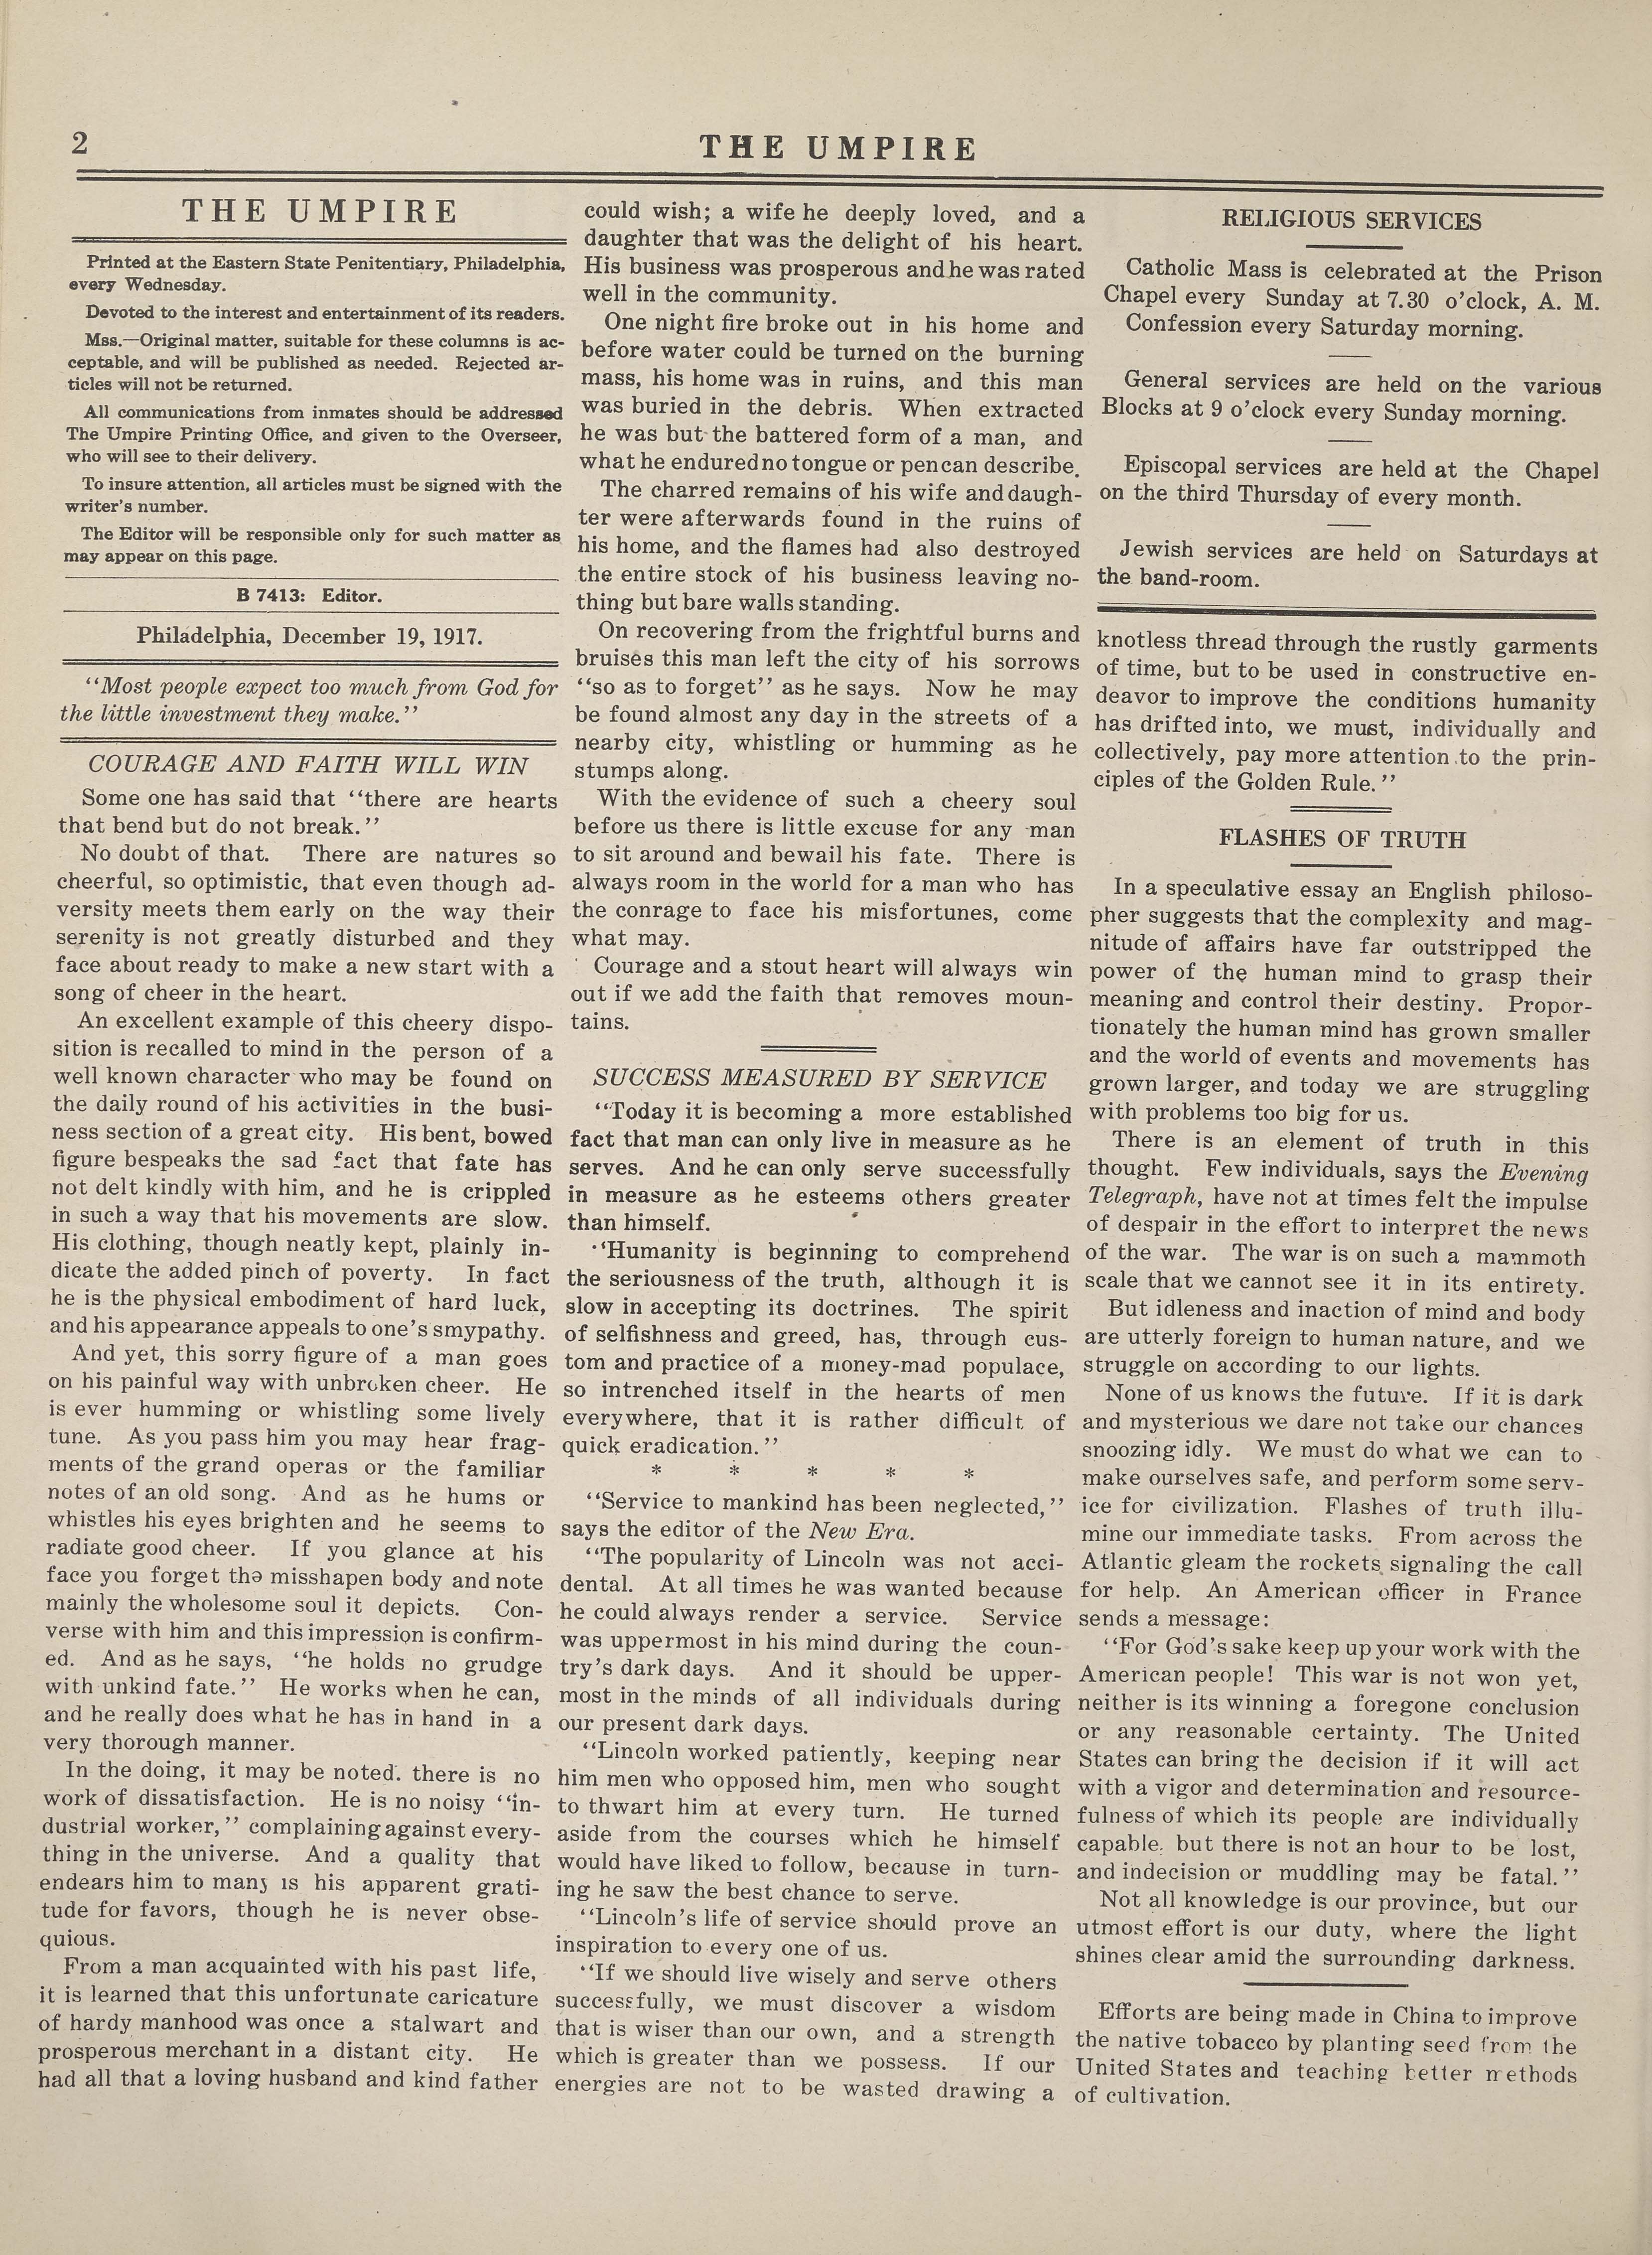 2
THE UMPIRE
THE UMPIRE
Printed at the Eastern State Penitentiary, Philadelphia,
every Wednesday.
Devoted to the interest and entertainment of its readers.
Mss.—Original matter, suitable for these columns is ac-
ceptable, and will be published as needed. Rejected ar-
ticles will not be returned.
All communications from inmates should be addressed
The Umpire Printing Office, and given to the Overseer,
who will see to their delivery.
To insure attention, all articles must be signed with the
writer's number.
The Editor will be responsible only for such matter as
may appear on this page.
B 7413: Editor.
Philadelphia, December 19, 1917.
"Most people expect too much from God for
the little investment they make."
COURAGE AND FAITH WILL WIN
Some one has said that "there are hearts
that bend but do not break."
No doubt of that. There are natures so
cheerful, so optimistic, that even though ad-
versity meets them early on the way their
serenity is not greatly disturbed and they
face about ready to make a new start with a
song of cheer in the heart.
An excellent example of this cheery dispo-
sition is recalled to mind in the person of a
well known character who may be found on
the daily round of his activities in the busi-
ness section of a great city. His bent, bowed
figure bespeaks the sad fact that fate has
not delt kindly with him, and he is crippled
in such a way that his movements are slow.
His clothing, though neatly kept, plainly in-
dicate the added pinch of poverty. In fact
he is the physical embodiment of hard luck,
and his appearance appeals to one's smypathy.
And yet, this sorry figure of a man goes
on his painful way with unbroken cheer. He
is ever humming or whistling some lively
tune. As you pass him you may hear frag-
ments of the grand operas or the familiar
notes of an old song. And as he hums or
whistles his eyes brighten and he seems to
radiate good cheer. If you glance at his
face you forget the misshapen body and note
mainly the wholesome soul it depicts. Con-
verse with him and this impression is confirm-
ed. And as he says, "he holds no grudge
with unkind fate." He works when he can,
and he really does what he has in hand in a
very thorough manner.
In the doing, it may be noted. there is no
work of dissatisfaction. He is no noisy "in-
dustrial worker," complaining against every-
thing in the universe. And a quality that
endears him to many is his apparent grati-
tude for favors, though he is never obse-
quious.
From a man acquainted with his past life,
it is learned that this unfortunate caricature
of hardy manhood was once a stalwart and
prosperous merchant in a distant city. He
had all that a loving husband and kind father
could wish; a wife he deeply loved, and a
daughter that was the delight of his heart.
His business was prosperous and he was rated
well in the community.
One night fire broke out in his home and
before water could be turned on the burning
mass, his home was in ruins, and this man
was buried in the debris. When extracted
he was but the battered form of a man, and
what he endured no tongue or pen can describe.
The charred remains of his wife and daugh-
ter were afterwards found in the ruins of
his home, and the flames had also destroyed
the entire stock of his business leaving no-
thing but bare walls standing.
On recovering from the frightful burns and
bruises this man left the city of his sorrows
"so as to forget" as he says. Now he may
be found almost any day in the streets of a
nearby city, whistling or humming as he
stumps along.
With the evidence of such a cheery soul
before us there is little excuse for any man
to sit around and bewail his fate. There is
always room in the world for a man who has
the conrage to face his misfortunes, come
what may.
Courage and a stout heart will always win
out if we add the faith that removes moun-
tains.
SUCCESS MEASURED BY SERVICE
"Today it is becoming a more established
fact that man can only live in measure as he
serves. And he can only serve successfully
in measure as he esteems others greater
than himself.
"Humanity is beginning to comprehend
the seriousness of the truth, although it is
slow in accepting its doctrines. The spirit
of selfishness and greed, has, through cus-
tom and practice of a money-mad populace,
so intrenched itself in the hearts of men
everywhere, that it is rather difficult of
quick eradication."
* * * * *
"Service to mankind has been neglected,"
says the editor of the New Era.
"The popularity of Lincoln was not acci-
dental. At all times he was wanted because
he could always render a service. Service
was uppermost in his mind during the coun-
try's dark days. And it should be upper-
most in the minds of all individuals during
our present dark days.
"Lincoln worked patiently, keeping near
him men who opposed him, men who sought
to thwart him at every turn. He turned
aside from the courses which he himself
would have liked to follow, because in turn-
ing he saw the best chance to serve.
"Lincoln's life of service should prove an
inspiration to every one of us.
"If we should live wisely and serve others
successfully, we must discover a wisdom
that is wiser than our own, and a strength
which is greater than we possess. If our
energies are not to be wasted drawing a
RELIGIOUS SERVICES
Catholic Mass is celebrated at the Prison
Chapel every Sunday at 7.30 o'clock, A. M.
Confession every Saturday morning.
General services are held on the various
Blocks at 9 o'clock every Sunday morning.
Episcopal services are held at the Chapel
on the third Thursday of every month.
Jewish services are held on Saturdays at
the band-room.
knotless thread through the rustly garments
of time, but to be used in constructive en-
deavor to improve the conditions humanity
has drifted into, we must, individually and
collectively, pay more attention to the prin-
ciples of the Golden Rule."
FLASHES OF TRUTH
In a speculative essay an English philoso-
pher suggests that the complexity and mag-
nitude of affairs have far outstripped the
power of the human mind to grasp their
meaning and control their destiny. Propor-
tionately the human mind has grown smaller
and the world of events and movements has
grown larger, and today we are struggling
with problems too big for us.
There is an element of truth in this
thought. Few individuals, says the Evening
Telegraph, have not at times felt the impulse
of despair in the effort to interpret the news
of the war. The war is on such a mammoth
scale that we cannot see it in its entirety.
But idleness and inaction of mind and body
are utterly foreign to human nature, and we
struggle on according to our lights.
None of us knows the future. If it is dark
and mysterious we dare not take our chances
snoozing idly. We must do what we can to
make ourselves safe, and perform some serv-
ice for civilization. Flashes of truth illu-
mine our immediate tasks. From across the
Atlantic gleam the rockets signaling the call
for help. An American officer in France
sends a message:
"For God's sake keep up your work with the
American people! This war is not won yet,
neither is its winning a foregone conclusion
or any reasonable certainty. The United
States can bring the decision if it will act
with a vigor and determination and resource-
fulness of which its people are individually
capable. but there is not an hour to be lost,
and indecision or muddling may be fatal."
Not all knowledge is our province, but our
utmost effort is our duty, where the light
shines clear amid the surrounding darkness.
Efforts are being made in China to improve
the native tobacco by planting seed from the
United States and teaching better methods
of cultivation.